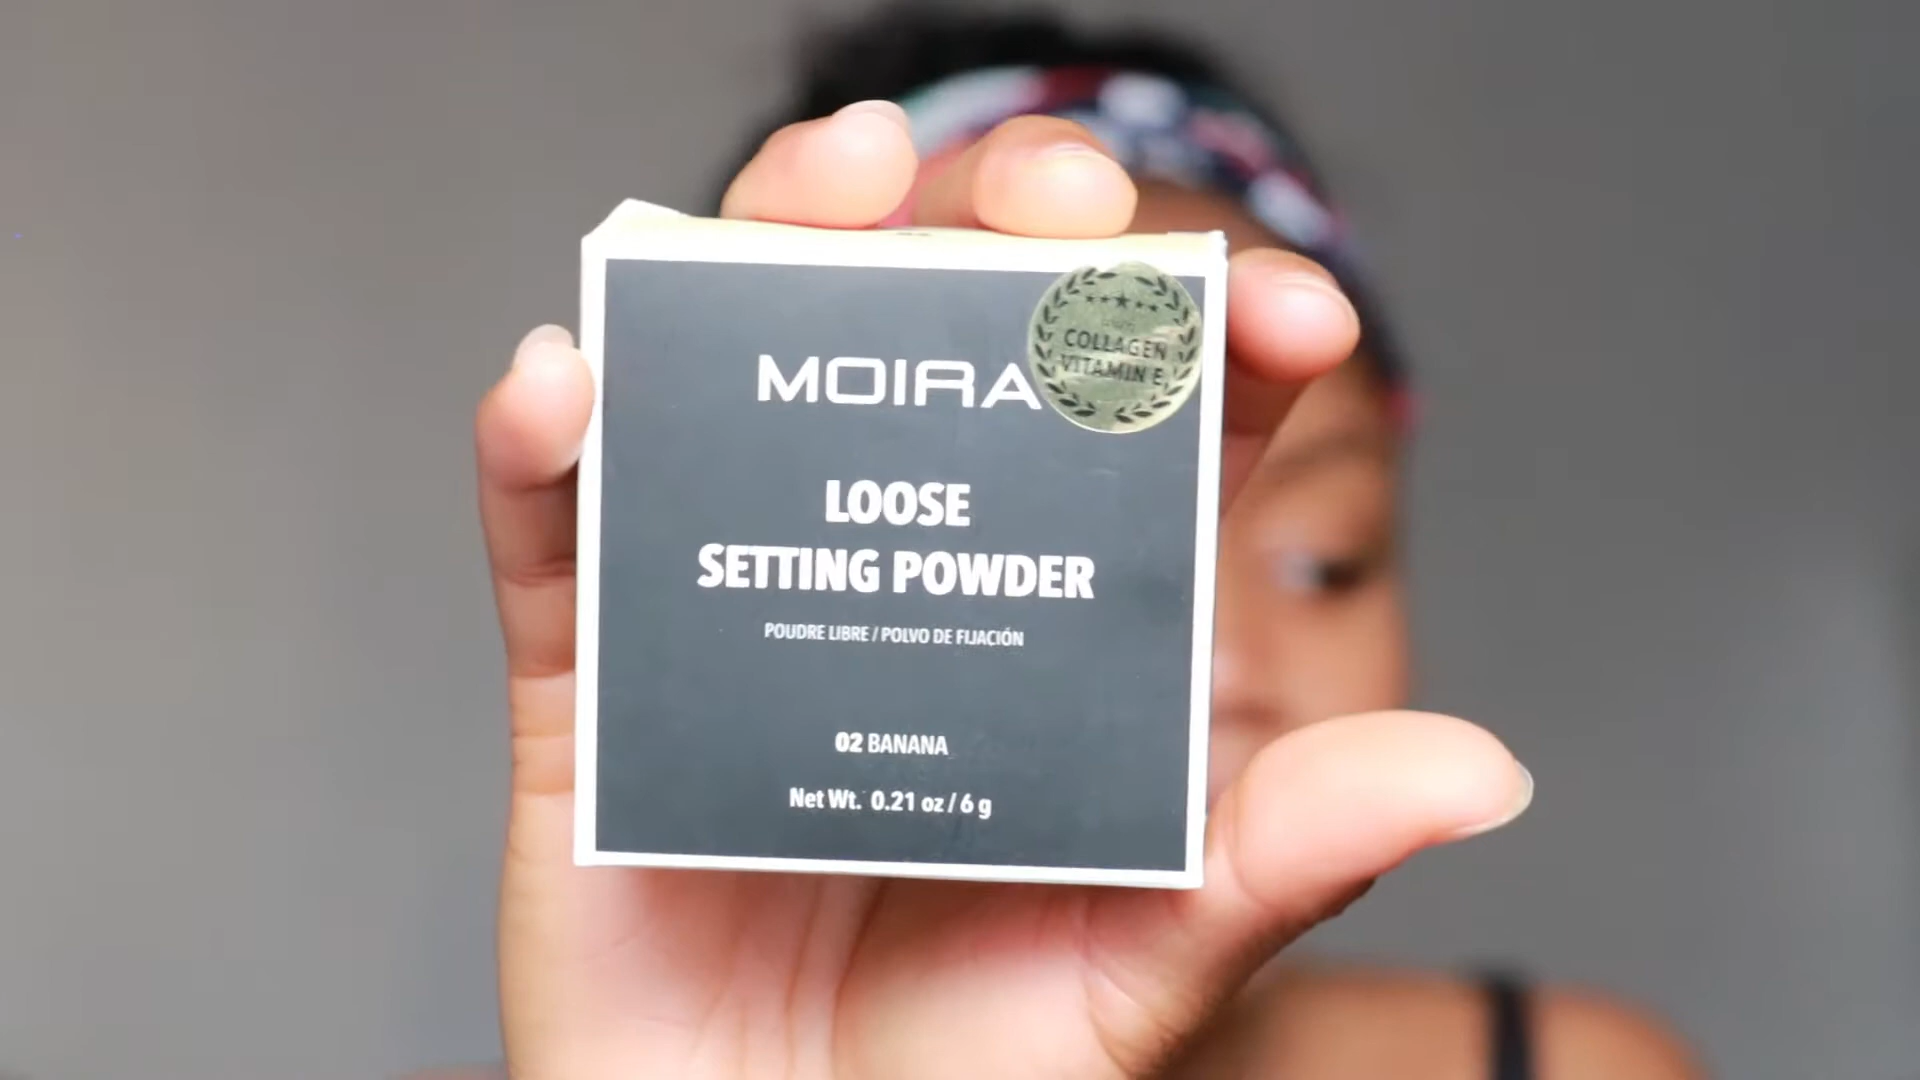 MOIRA
COLLAGEN
VITAMIN E
LOOSE
SETTING POWDER
POUDRE LIBRE / POLVO DE FIJACIÓN
02 BANANA
Net Wt. 0.21 oz / 6 g